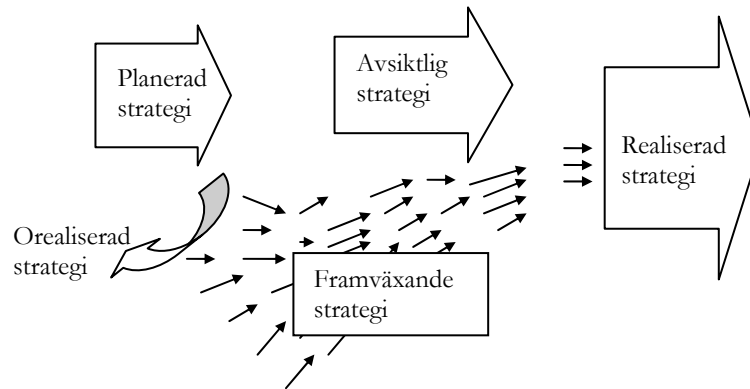 Planerad
strategi
Avsiktlig
strategi
Realiserad
strategi
Orealiserad
strategi
Framväxande
strategi